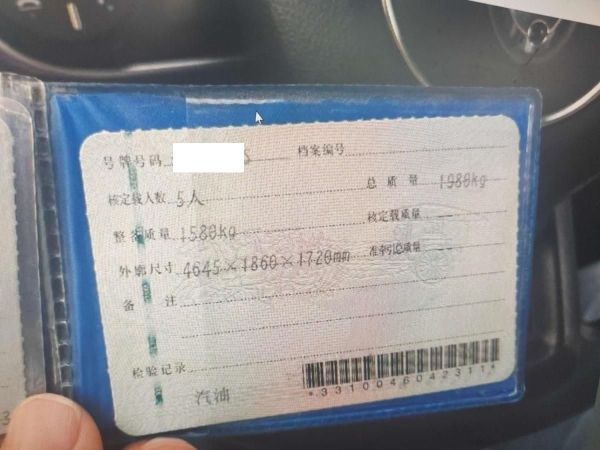 号牌号码 档案编号
核定载人数 5人 总质量 1980kg
整备质量 1580kg 核定载质量
外廓尺寸 4645×1860×1720mm 准牵引总质量
备注
检验记录
汽油
*3310046042311*